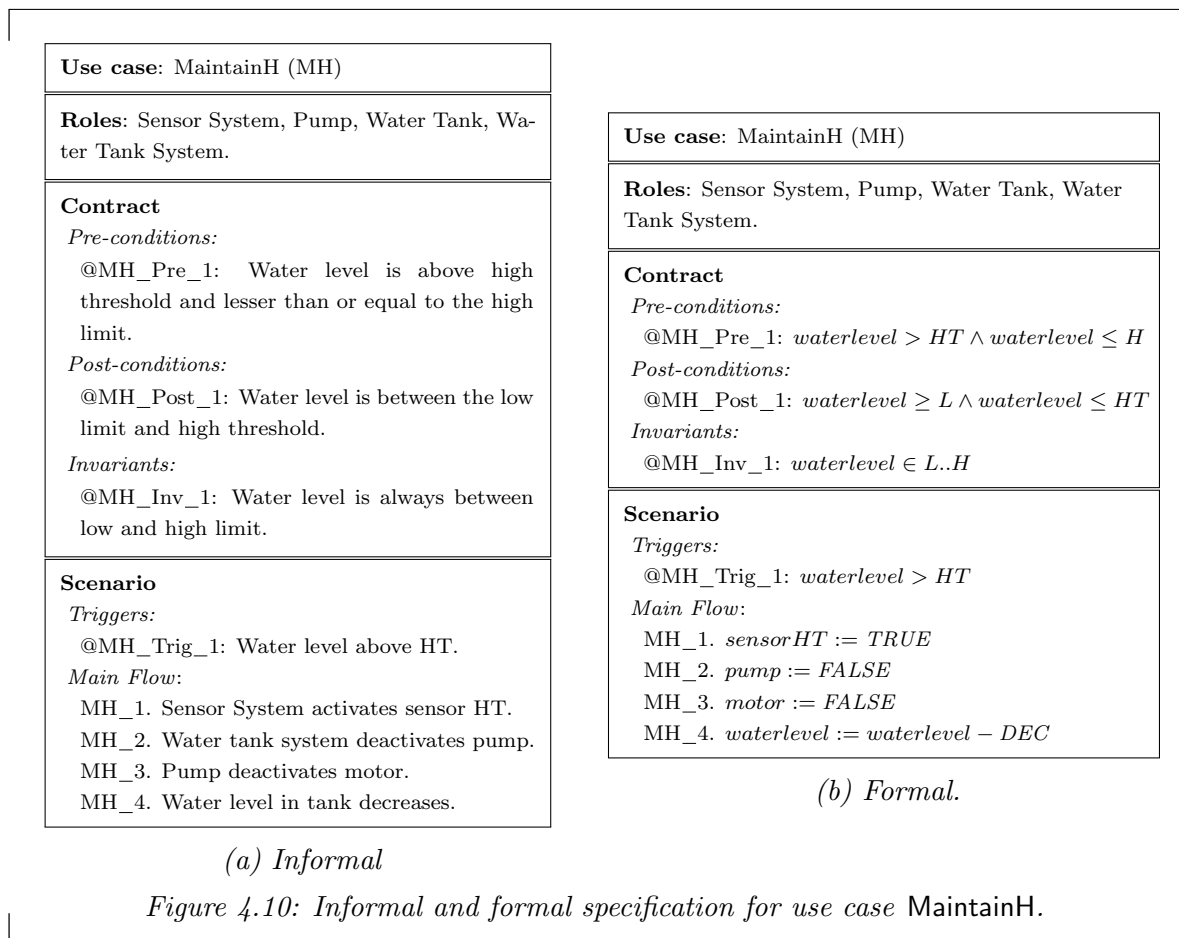 Use case: MaintainH (MH)
Roles: Sensor System, Pump, Water Tank, Wa-
ter Tank System.
Contract
Pre-conditions:
@MH_Pre_1: Water level is above high
threshold and lesser than or equal to the high
limit.
Post-conditions:
@MH_Post_1: Water level is between the low
limit and high threshold.
Invariants:
@MH_Inv_1: Water level is always between
low and high limit.
Scenario
Triggers:
@MH_Trig_1: Water level above HT.
Main Flow:
MH_1. Sensor System activates sensor HT.
MH_2. Water tank system deactivates pump.
MH_3. Pump deactivates motor.
MH_4. Water level in tank decreases.
(a) Informal
Use case: MaintainH (MH)
Roles: Sensor System, Pump, Water Tank, Water
Tank System.
Contract
Pre-conditions:
@MH_Pre_1: waterlevel > HT ∧ waterlevel ≤ H
Post-conditions:
@MH_Post_1: waterlevel ≥ L ∧ waterlevel ≤ HT
Invariants:
@MH_Inv_1: waterlevel ∈ L..H
Scenario
Triggers:
@MH_Trig_1: waterlevel > HT
Main Flow:
MH_1. sensorHT := TRUE
MH_2. pump := FALSE
MH_3. motor := FALSE
MH_4. waterlevel := waterlevel − DEC
(b) Formal.
Figure 4.10: Informal and formal specification for use case MaintainH.